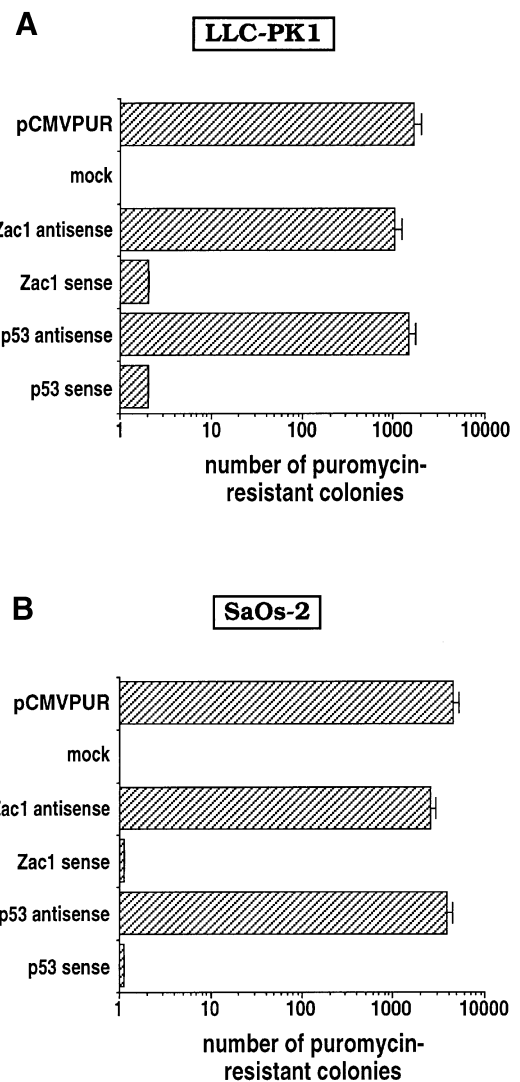 A
LLC-PK1
pCMVPUR
mock
Zac1 antisense
Zac1 sense
p53 antisense
p53 sense
1 10 100 1000 10000
number of puromycin-
resistant colonies
B
SaOs-2
pCMVPUR
mock
Zac1 antisense
Zac1 sense
p53 antisense
p53 sense
1 10 100 1000 10000
number of puromycin-
resistant colonies